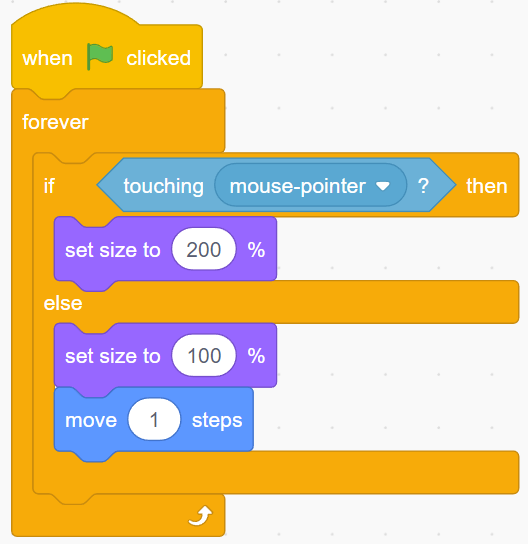 when clicked
forever
if touching mouse-pointer ? then
set size to 200 %
else
set size to 100 %
move 1 steps